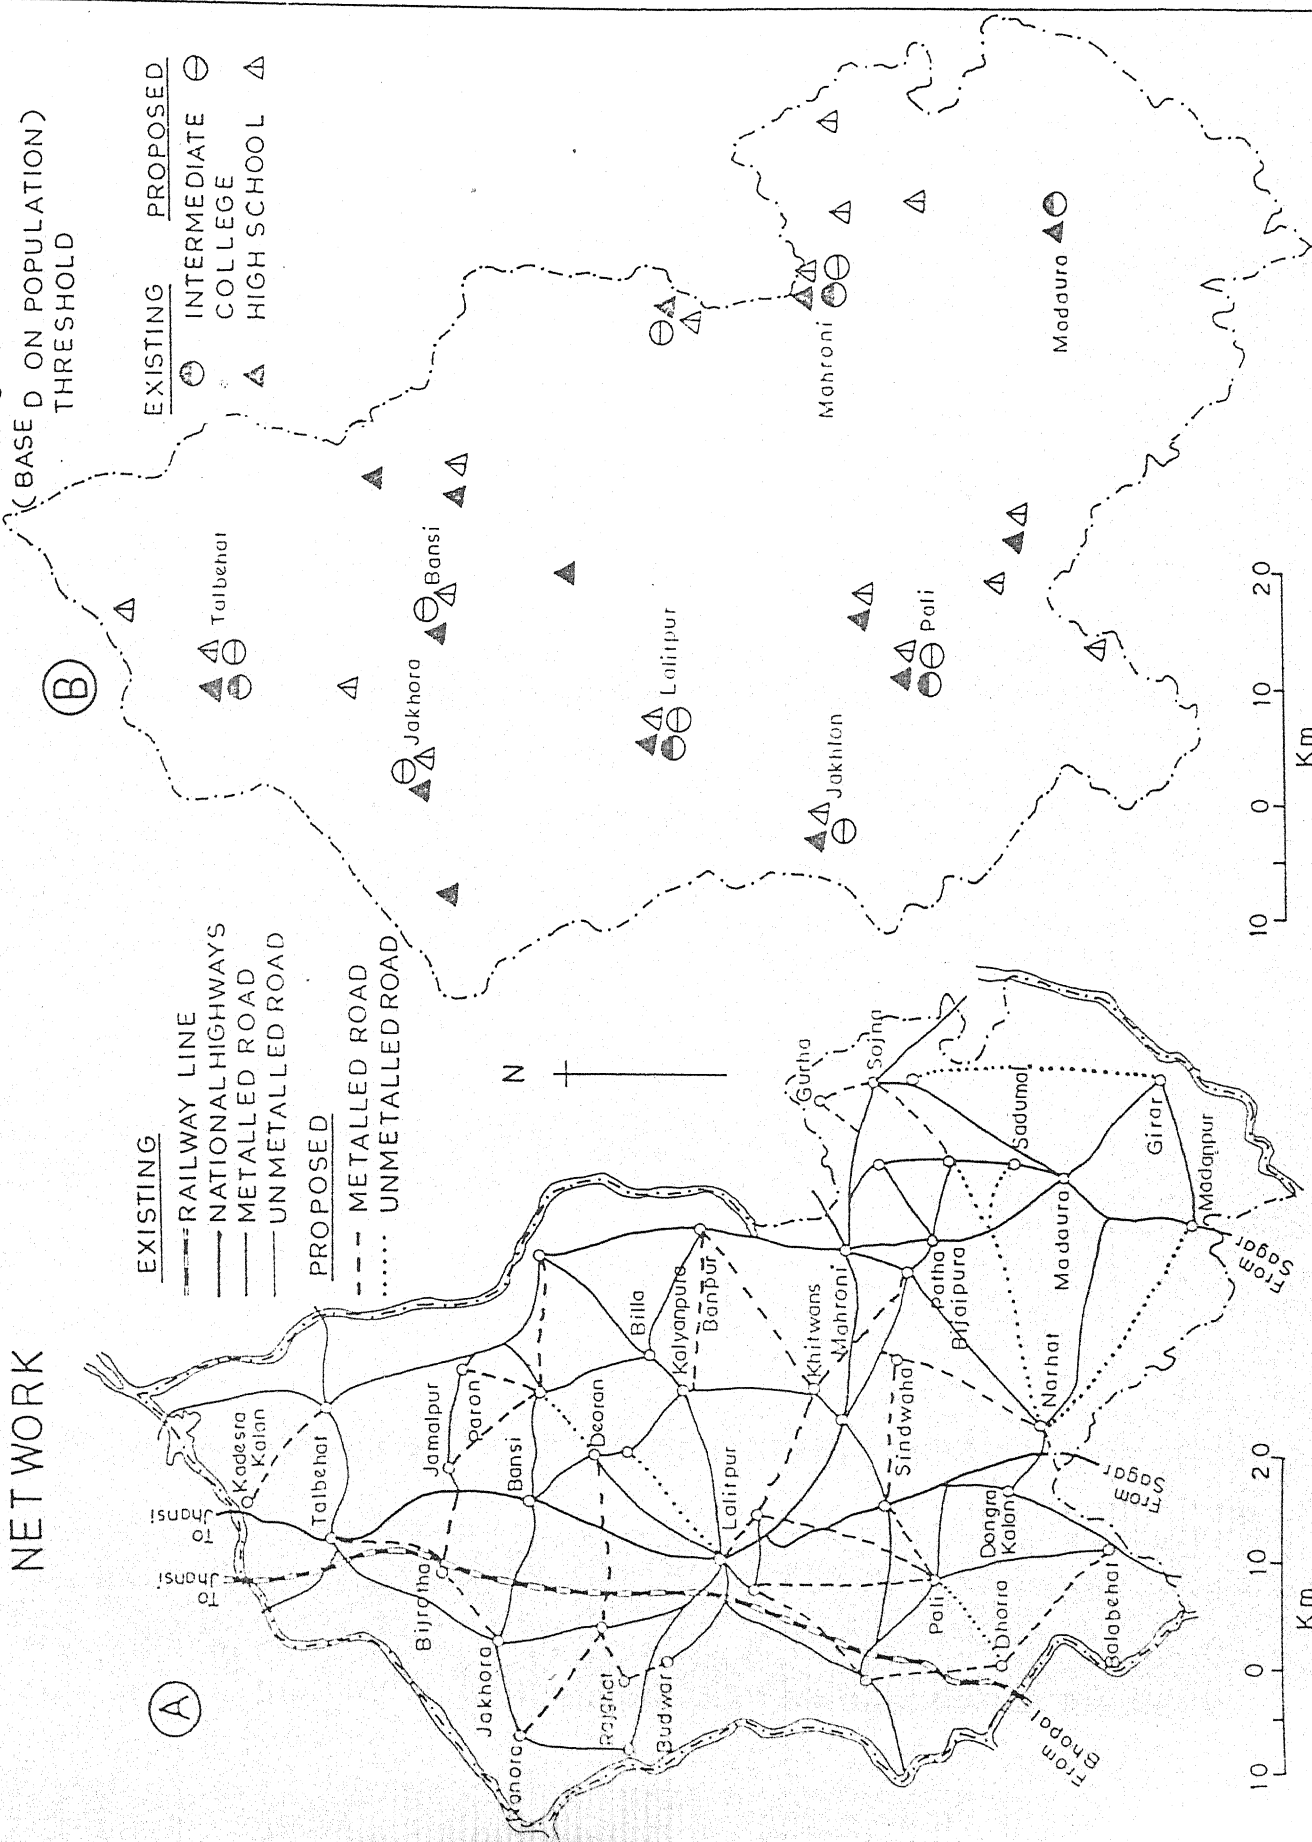 NET WORK
A
EXISTING
RAILWAY LINE
NATIONAL HIGHWAYS
METALLED ROAD
UNMETALLED ROAD
PROPOSED
METALLED ROAD
UNMETALLED ROAD
N
To
Jhansi
To
Jhansi
Kadesra
Kalan
Talbehat
Bijrotha
Jamalpur
Paron
Jakhora
Bansi
Deoran
Billa
Kalyanpura
Banpur
Rajghat
Budwar
Lalitpur
Khitwans
Mahroni
Gurha
Sojna
Patha
Bijaipura
Sindwaha
Sadumal
Madaura
Girar
Madanpur
Narhat
Pali
Dongra
Kalan
Dhorra
Balabehat
From
Bhopal
From
Sagar
From
Sagar
10 0 10 20
Km
B
(BASED ON POPULATION)
THRESHOLD
EXISTING PROPOSED
INTERMEDIATE
COLLEGE
HIGH SCHOOL
Talbehat
Jakhora
Bansi
Lalitpur
Jakhlon
Pali
Mahroni
Madaura
10 0 10 20
Km